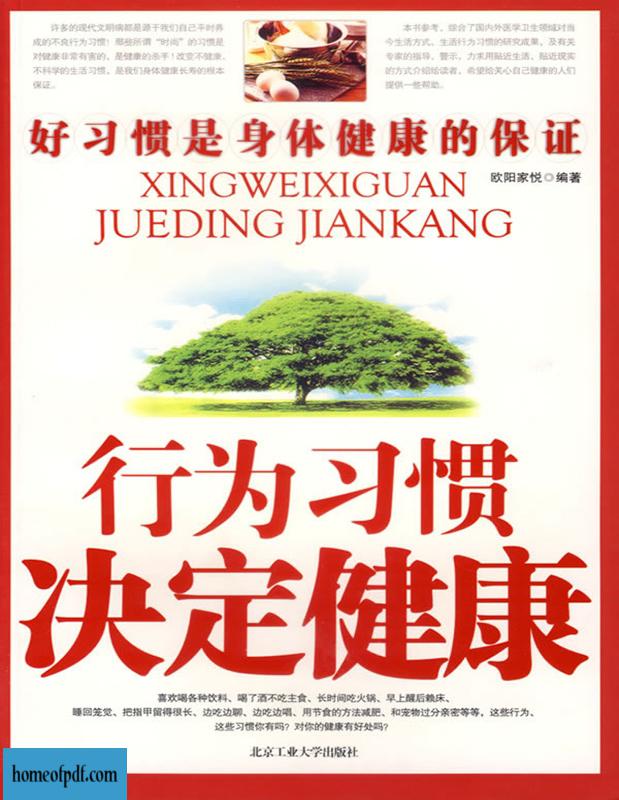 许多的现代文明病都是源于我们自己平时养
成的不良行为习惯！那些所谓“时尚”的习惯是
对健康非常有害的，是健康的杀手！改变不健康、
不科学的生活习惯，是我们身体健康长寿的根本
保证。
本书参考、综合了国内外医学卫生领域对当
今生活方式、生活行为习惯的研究成果，及有关
专家的指导、警示，力求用贴近生活、贴近现实
的方式介绍给读者，希望给关心自己健康的人们
提供一些帮助。
好习惯是身体健康的保证
XINGWEIXIGUAN
JUEDING JIANKANG
欧阳家悦◎编著
行为习惯
决定健康
喜欢喝各种饮料、喝了酒不吃主食、长时间吃火锅、早上醒后赖床、
睡回笼觉、把指甲留得很长、边吃边聊、边吃边唱、用节食的方法减肥、和宠物过分亲密等等，这些行为、
这些习惯你有吗？对你的健康有好处吗？
北京工业大学出版社
homeofpdf.com